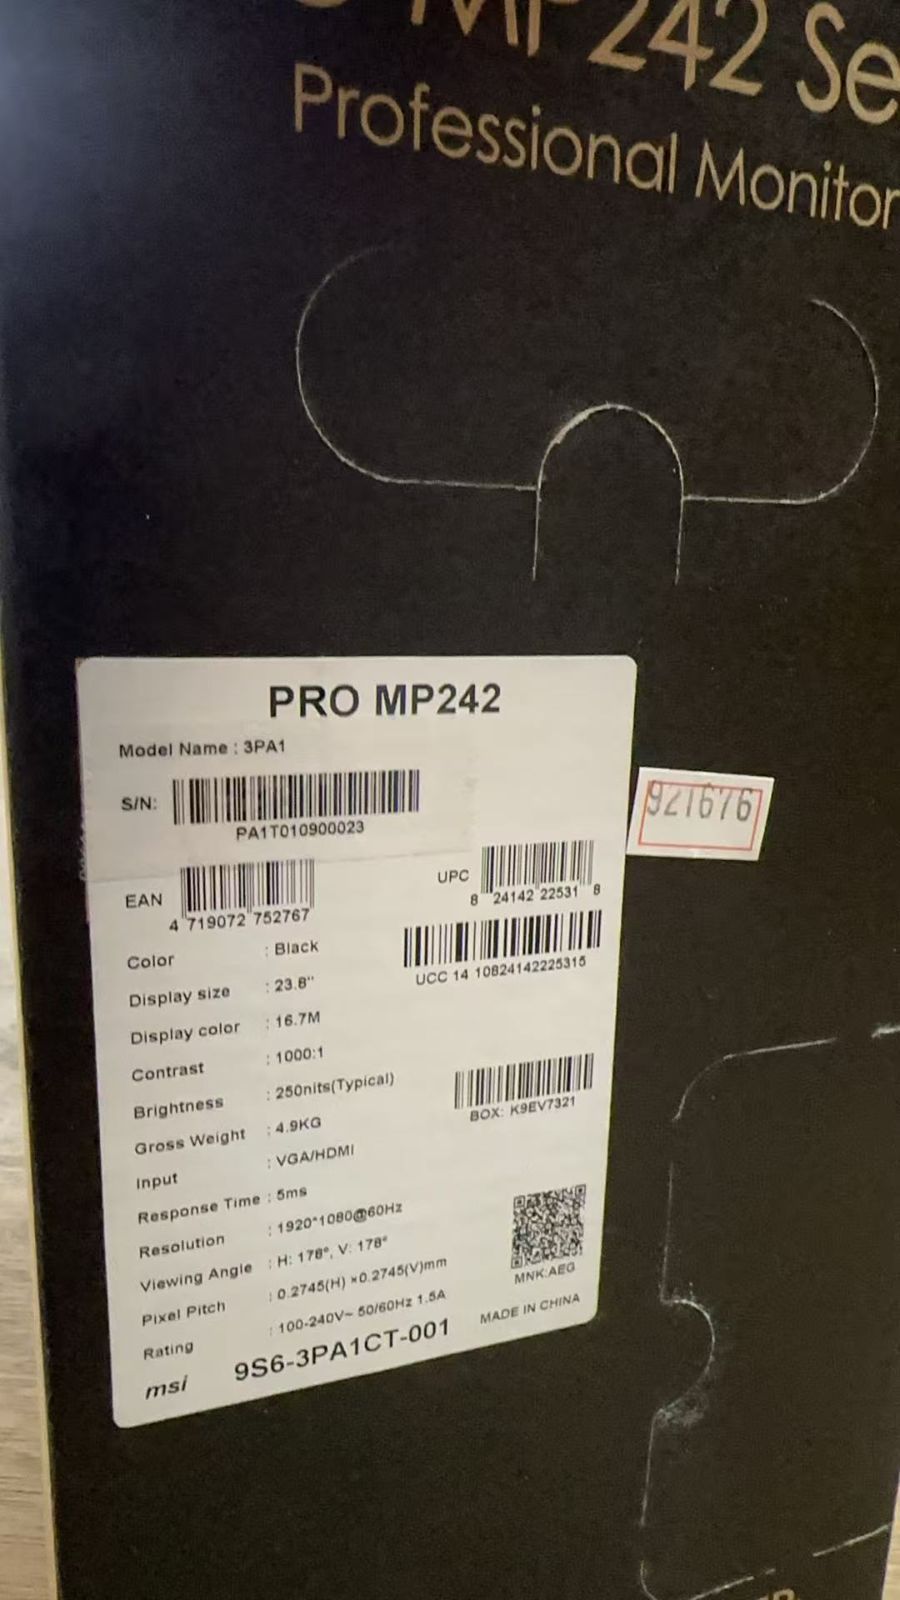 MP242 Se
Professional Monitor
PRO MP242
Model Name : 3PA1
S/N:
PA1T010900023
921676
EAN
4 719072 752767
UPC
8 24142 22531 8
UCC 14 10824142225315
Color : Black
Display size : 23.8"
Display color : 16.7M
Contrast : 1000:1
Brightness : 250nits(Typical)
Gross Weight : 4.9KG
Input : VGA/HDMI
Response Time : 5ms
Resolution : 1920*1080@60Hz
Viewing Angle : H: 178°, V: 178°
Pixel Pitch : 0.2745(H) ×0.2745(V)mm
Rating : 100-240V~ 50/60Hz 1.5A
BOX: K9EV7321
MNK:AEG
msi 9S6-3PA1CT-001 MADE IN CHINA